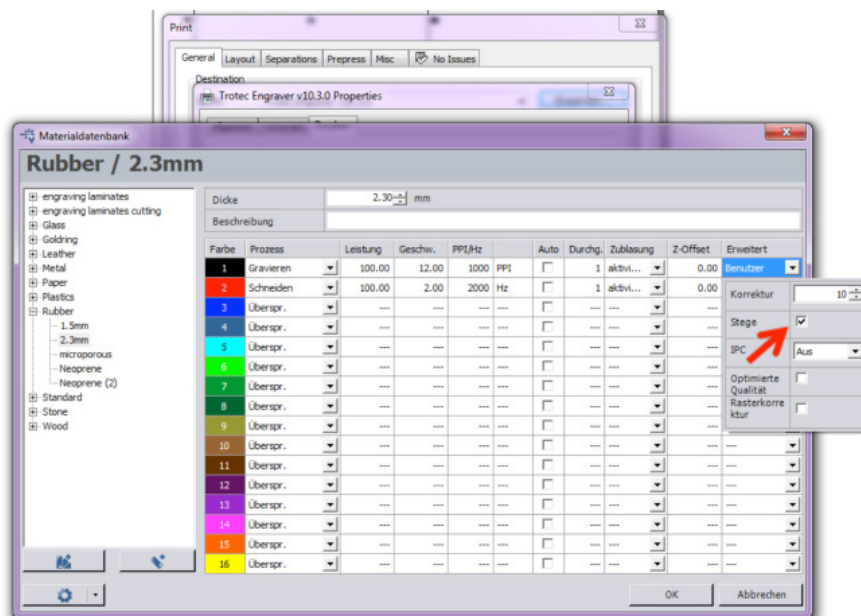 Print
General Layout Separations Prepress Misc No Issues
Destination
Trotec Engraver v10.3.0 Properties
Materialdatenbank
Rubber / 2.3mm
engraving laminates
engraving laminates cutting
Glass
Goldring
Leather
Metal
Paper
Plastics
Rubber
1.5mm
2.3mm
microporous
Neoprene
Neoprene (2)
Standard
Stone
Wood
Dicke 2.30 mm
Beschreibung
Farbe Prozess Leistung Geschw. PPI/Hz Auto Durchg. Zublasung Z-Offset Erweitert
1 Gravieren 100.00 12.00 1000 PPI 1 aktivi... 0.00 Benutzer
2 Schneiden 100.00 2.00 2000 Hz 1 aktivi... 0.00
3 Überspr. --- --- --- --- --- --- ---
4 Überspr. --- --- --- --- --- --- ---
5 Überspr. --- --- --- --- --- --- ---
6 Überspr. --- --- --- --- --- --- ---
7 Überspr. --- --- --- --- --- --- ---
8 Überspr. --- --- --- --- --- --- ---
9 Überspr. --- --- --- --- --- --- ---
10 Überspr. --- --- --- --- --- --- --- ---
11 Überspr. --- --- --- --- --- --- --- ---
12 Überspr. --- --- --- --- --- --- --- ---
13 Überspr. --- --- --- --- --- --- --- ---
14 Überspr. --- --- --- --- --- --- --- ---
15 Überspr. --- --- --- --- --- --- --- ---
16 Überspr. --- --- --- --- --- --- --- ---
Korrektur 10
Stege
IPC Aus
Optimierte
Qualität
Rasterkorre
ktur
OK Abbrechen